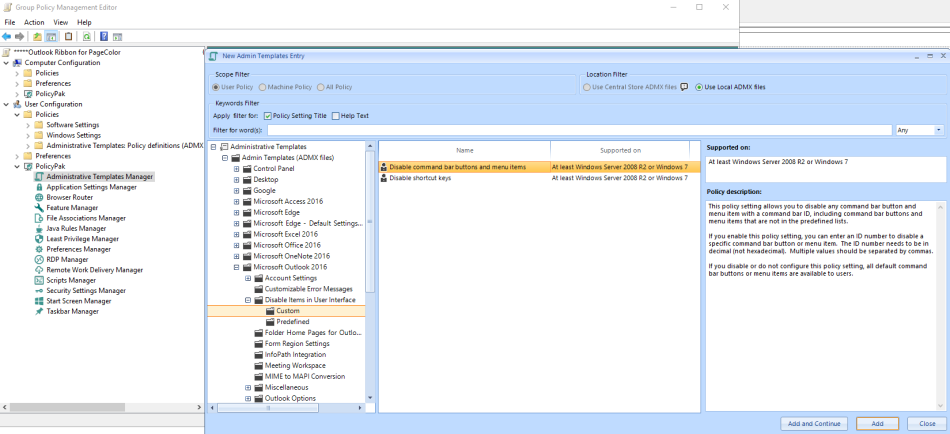 Group Policy Management Editor
File Action View Help
*****Outlook Ribbon for PageColor
Computer Configuration
Policies
Preferences
PolicyPak
User Configuration
Policies
Software Settings
Windows Settings
Administrative Templates: Policy definitions (ADMX
Preferences
PolicyPak
Administrative Templates Manager
Application Settings Manager
Browser Router
Feature Manager
File Associations Manager
Java Rules Manager
Least Privilege Manager
Preferences Manager
RDP Manager
Remote Work Delivery Manager
Scripts Manager
Security Settings Manager
Start Screen Manager
Taskbar Manager
New Admin Templates Entry
Scope Filter
User Policy Machine Policy All Policy
Location Filter
Use Central Store ADMX files Use Local ADMX files
Keywords Filter
Apply filter for: Policy Setting Title Help Text
Filter for word(s): Any
Administrative Templates
Admin Templates (ADMX files)
Control Panel
Desktop
Google
Microsoft Access 2016
Microsoft Edge
Microsoft Edge - Default Settings...
Microsoft Excel 2016
Microsoft Office 2016
Microsoft OneNote 2016
Microsoft Outlook 2016
Account Settings
Customizable Error Messages
Disable Items in User Interface
Custom
Predefined
Folder Home Pages for Outlo...
Form Region Settings
InfoPath Integration
Meeting Workspace
MIME to MAPI Conversion
Miscellaneous
Outlook Options
Name Supported on
Disable command bar buttons and menu items At least Windows Server 2008 R2 or Windows 7
Disable shortcut keys At least Windows Server 2008 R2 or Windows 7
Supported on:
At least Windows Server 2008 R2 or Windows 7
Policy description:
This policy setting allows you to disable any command bar button and
menu item with a command bar ID, including command bar buttons and
menu items that are not in the predefined lists.
If you enable this policy setting, you can enter an ID number to disable a
specific command bar button or menu item. The ID number needs to be in
decimal (not hexadecimal). Multiple values should be separated by commas.
If you disable or do not configure this policy setting, all default command
bar buttons or menu items are available to users.
Add and Continue Add Close